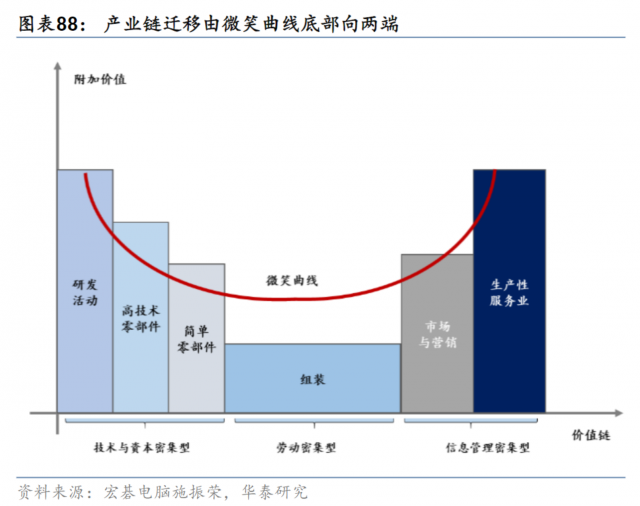 图表88： 产业链迁移由微笑曲线底部向两端
附加价值
研发
活动
高技术
零部件
简单
零部件
微笑曲线
组装
市场
与营销
生产性
服务业
价值链
技术与资本密集型
劳动密集型
信息管理密集型
资料来源：宏碁电脑施振荣，华泰研究